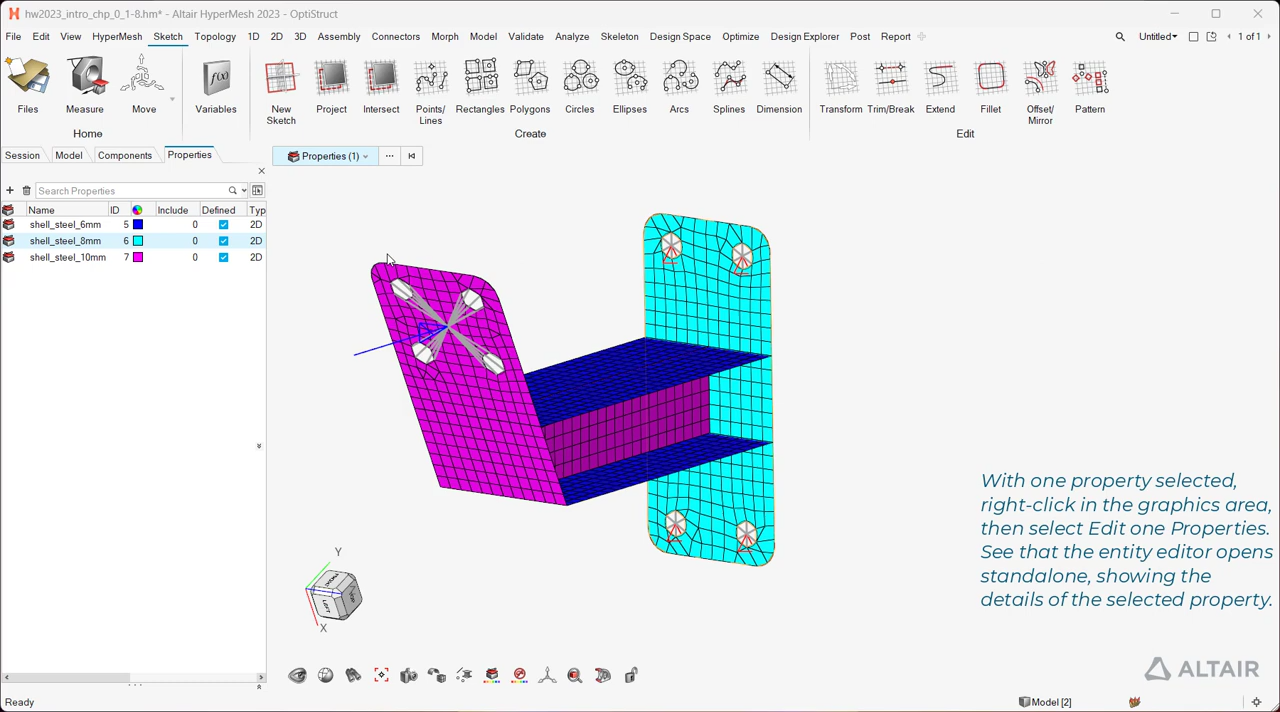 hw2023_intro_chp_0_1-8.hm* - Altair HyperMesh 2023 - OptiStruct
File Edit View HyperMesh Sketch Topology 1D 2D 3D Assembly Connectors Morph Model Validate Analyze Skeleton Design Space Optimize Design Explorer Post Report Untitled 1 of 1
Files Measure Move Variables New Sketch Project Intersect Points/Lines Rectangles Polygons Circles Ellipses Arcs Splines Dimension Transform Trim/Break Extend Fillet Offset/Mirror Pattern
Home Create Edit
Session Model Components Properties Properties (1)
Search Properties
Name ID Include Defined Typ
shell_steel_6mm 5 0 2D
shell_steel_8mm 6 0 2D
shell_steel_10mm 7 0 2D
With one property selected,
right-click in the graphics area,
then select Edit one Properties.
See that the entity editor opens
standalone, showing the
details of the selected property.
Y
LEFT
X
ALTAIR
Ready Model [2]